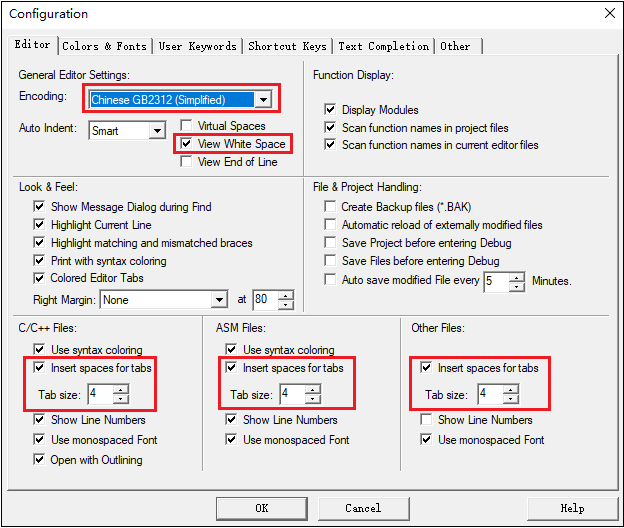 Configuration
Editor Colors & Fonts User Keywords Shortcut Keys Text Completion Other
General Editor Settings:
Encoding: Chinese GB2312 (Simplified)
Auto Indent: Smart
Virtual Spaces
View White Space
View End of Line
Function Display:
Display Modules
Scan function names in project files
Scan function names in current editor files
Look & Feel:
Show Message Dialog during Find
Highlight Current Line
Highlight matching and mismatched braces
Print with syntax coloring
Colored Editor Tabs
Right Margin: None at 80
File & Project Handling:
Create Backup files (*.BAK)
Automatic reload of externally modified files
Save Project before entering Debug
Save Files before entering Debug
Auto save modified File every 5 Minutes.
C/C++ Files:
Use syntax coloring
Insert spaces for tabs
Tab size: 4
Show Line Numbers
Use monospaced Font
Open with Outlining
ASM Files:
Use syntax coloring
Insert spaces for tabs
Tab size: 4
Show Line Numbers
Use monospaced Font
Other Files:
Insert spaces for tabs
Tab size: 4
Show Line Numbers
Use monospaced Font
OK Cancel Help